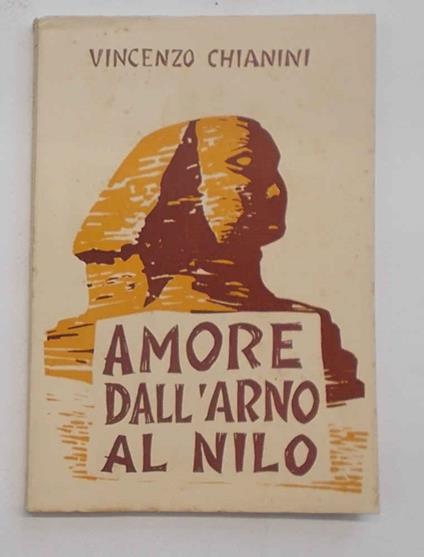 VINCENZO CHIANINI
AMORE
DALL'ARNO
AL NILO